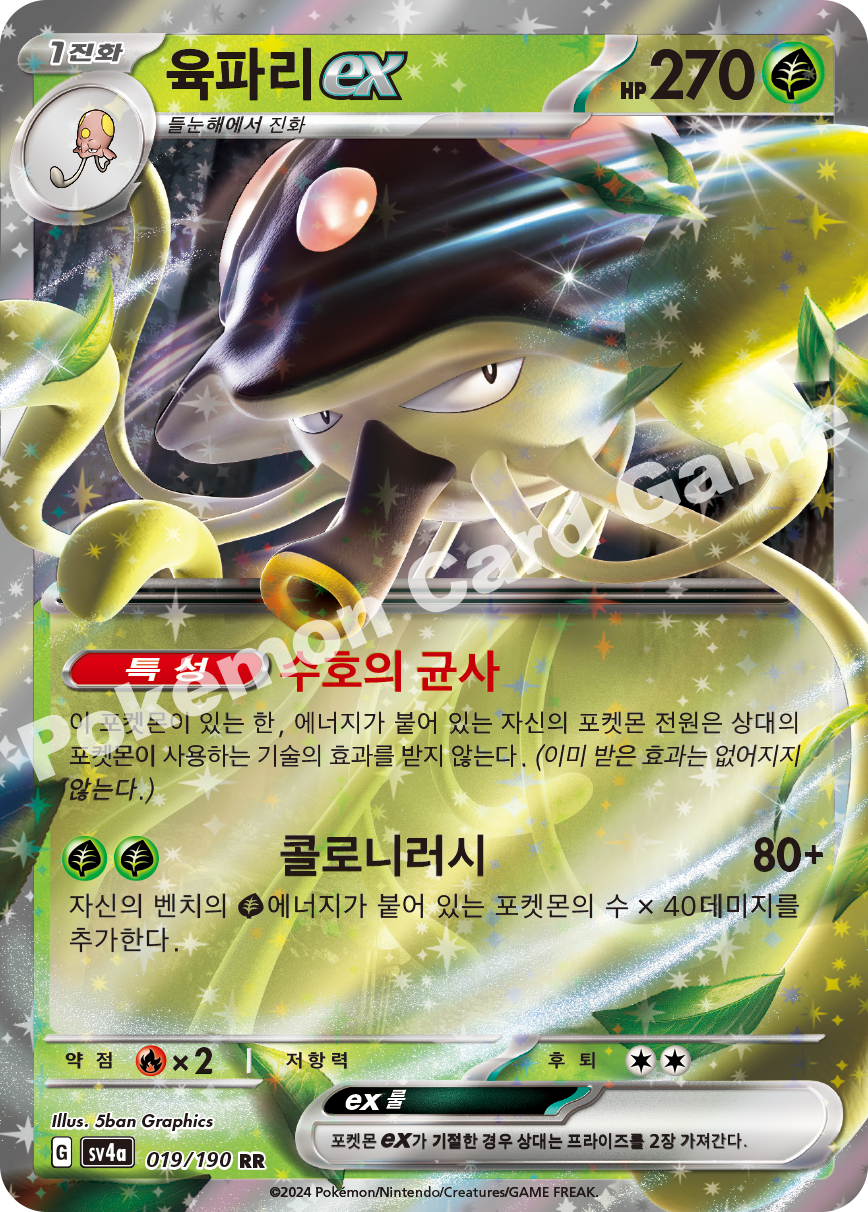 1진화
육파리 ex
HP 270
들눈해에서 진화
Pokémon Card Game
특성 수호의 균사
이 포켓몬이 있는 한, 에너지가 붙어 있는 자신의 포켓몬 전원은 상대의
포켓몬이 사용하는 기술의 효과를 받지 않는다. (이미 받은 효과는 없어지지
않는다.)
콜로니러시 80+
자신의 벤치의 에너지가 붙어 있는 포켓몬의 수 × 40데미지를
추가한다.
약점 ×2 저항력 후퇴
ex 룰
포켓몬 ex가 기절한 경우 상대는 프라이즈를 2장 가져간다.
Illus. 5ban Graphics
G sv4a 019/190 RR
©2024 Pokémon/Nintendo/Creatures/GAME FREAK.